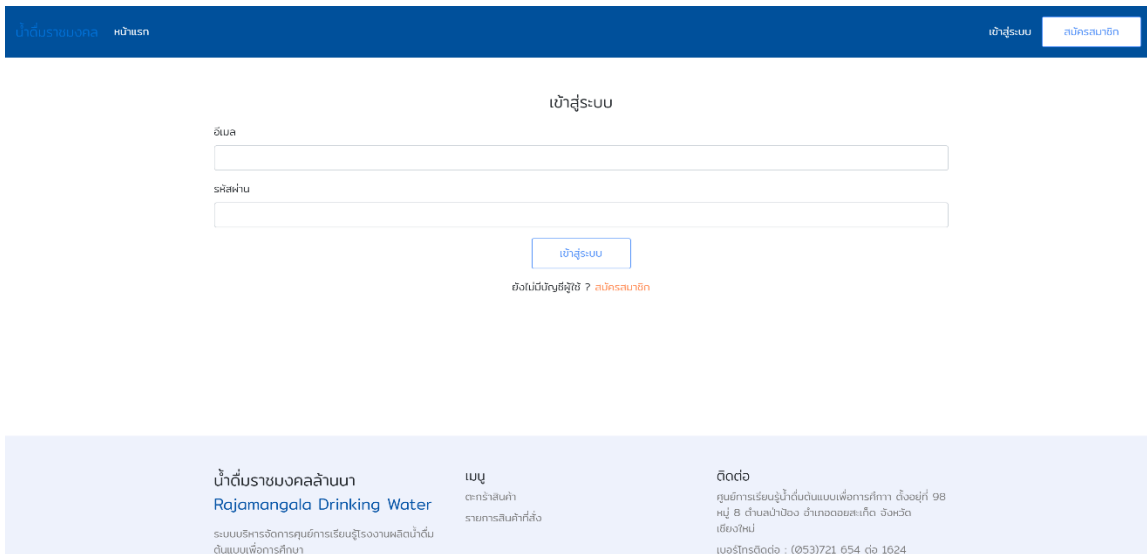 น้ำดื่มราชมงคล หน้าแรก เข้าสู่ระบบ สมัครสมาชิก
เข้าสู่ระบบ
อีเมล
รหัสผ่าน
เข้าสู่ระบบ
ยังไม่มีบัญชีผู้ใช้ ? สมัครสมาชิก
น้ำดื่มราชมงคลล้านนา
Rajamangala Drinking Water
ระบบบริหารจัดการศูนย์การเรียนรู้โรงงานผลิตน้ำดื่ม
ต้นแบบเพื่อการศึกษา
เมนู
ตะกร้าสินค้า
รายการสินค้าที่สั่ง
ติดต่อ
ศูนย์การเรียนรู้น้ำดื่มต้นแบบเพื่อการศึกาา ตั้งอยุ่ที่ 98
หมู่ 8 ตำบลป่าป้อง อำเภอดอยสะเก็ด จังหวัด
เชียงใหม่
เบอร์โทรติดต่อ : (053)721 654 ต่อ 1624